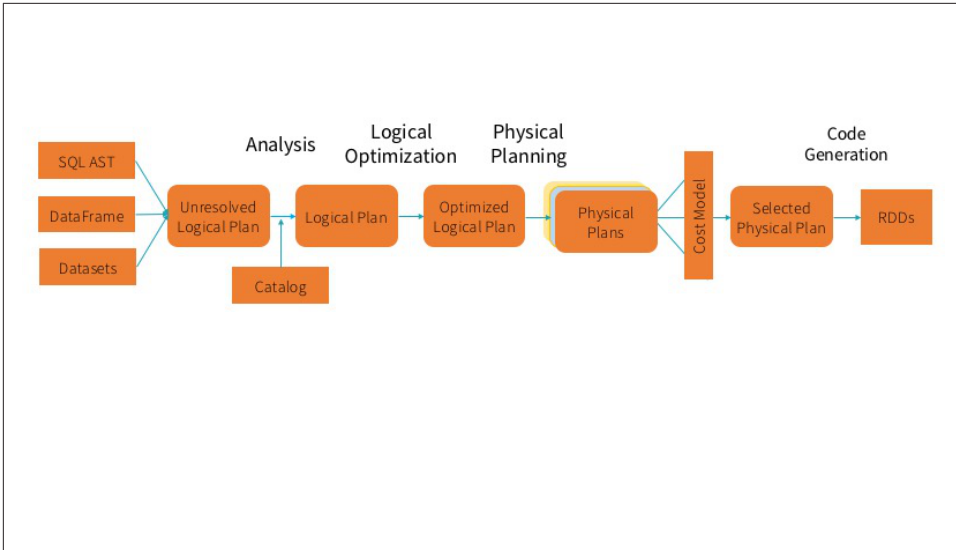 Analysis
Logical
Optimization
Physical
Planning
Code
Generation
SQL AST
DataFrame
Datasets
Unresolved
Logical Plan
Catalog
Logical Plan
Optimized
Logical Plan
Physical
Plans
Cost Model
Selected
Physical Plan
RDDs